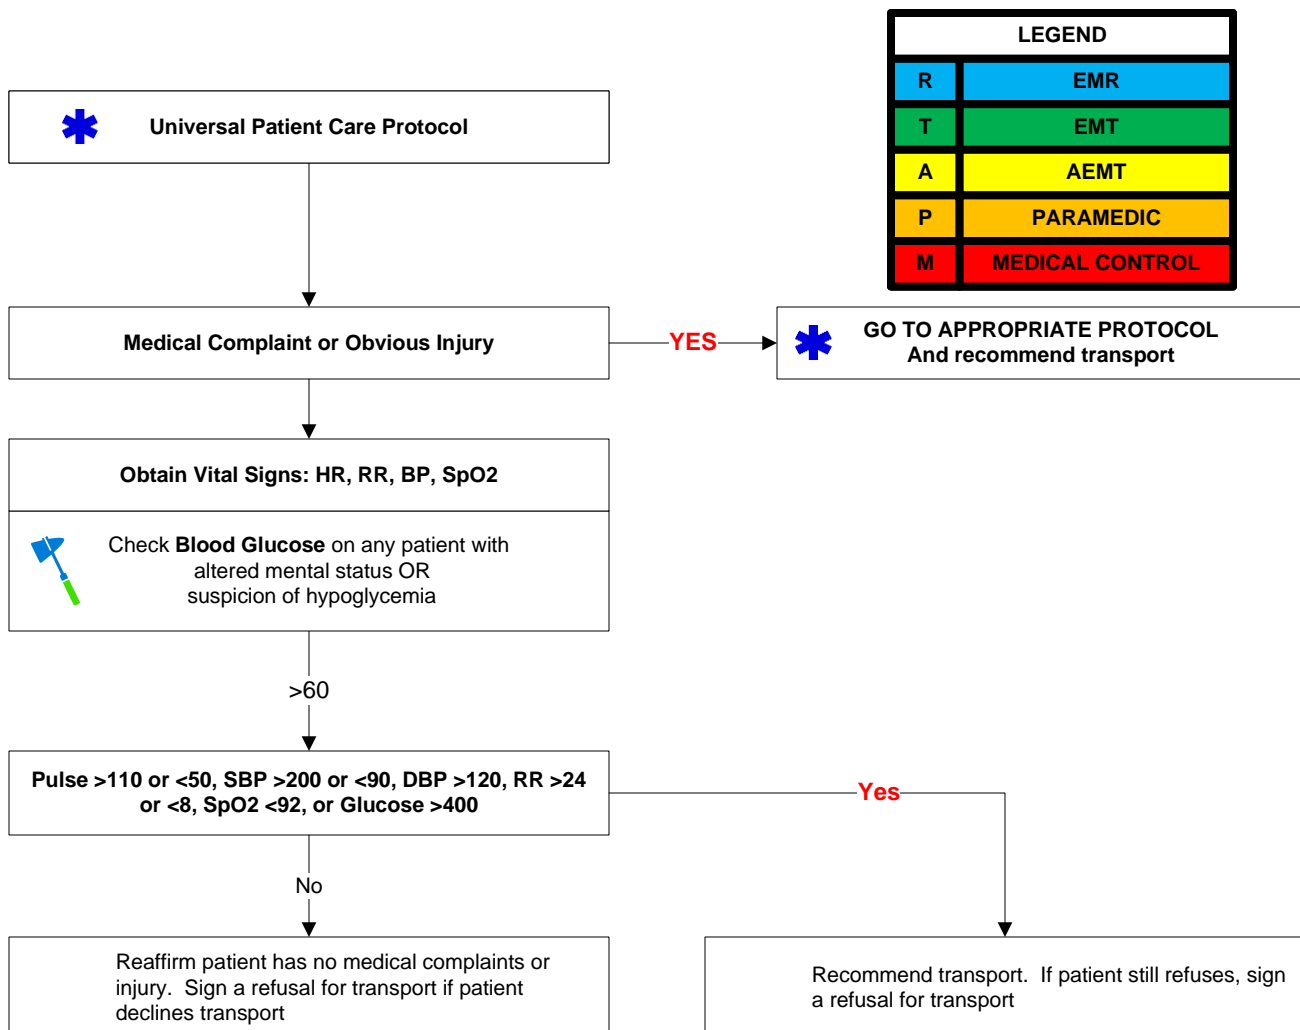 LEGEND
R EMR
T EMT
A AEMT
P PARAMEDIC
M MEDICAL CONTROL
Universal Patient Care Protocol
Medical Complaint or Obvious Injury
YES
GO TO APPROPRIATE PROTOCOL
And recommend transport
Obtain Vital Signs: HR, RR, BP, SpO2
Check Blood Glucose on any patient with
altered mental status OR
suspicion of hypoglycemia
>60
Pulse >110 or <50, SBP >200 or <90, DBP >120, RR >24
or <8, SpO2 <92, or Glucose >400
Yes
No
Reaffirm patient has no medical complaints or
injury.  Sign a refusal for transport if patient
declines transport
Recommend transport.  If patient still refuses, sign
a refusal for transport